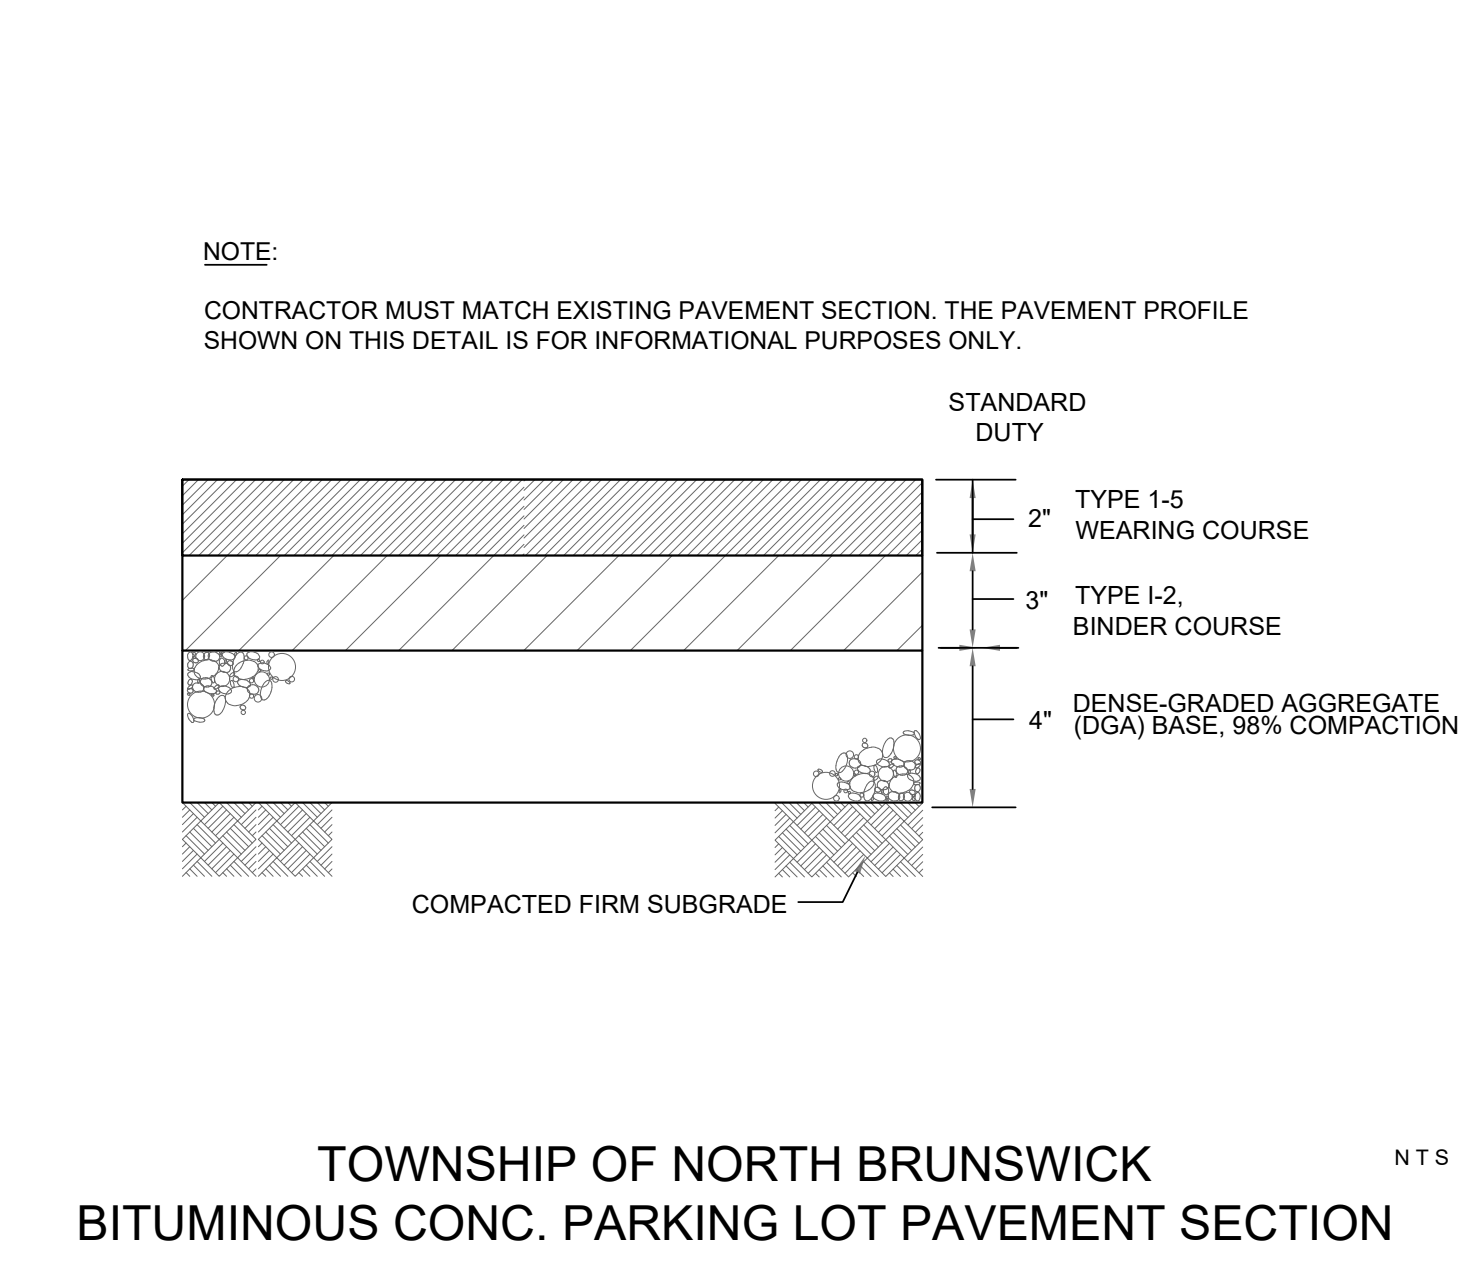 NOTE:
CONTRACTOR MUST MATCH EXISTING PAVEMENT SECTION. THE PAVEMENT PROFILE
SHOWN ON THIS DETAIL IS FOR INFORMATIONAL PURPOSES ONLY.
STANDARD
DUTY
2"
TYPE 1-5
WEARING COURSE
3"
TYPE I-2,
BINDER COURSE
4"
DENSE-GRADED AGGREGATE
(DGA) BASE, 98% COMPACTION
COMPACTED FIRM SUBGRADE
TOWNSHIP OF NORTH BRUNSWICK
NTS
BITUMINOUS CONC. PARKING LOT PAVEMENT SECTION